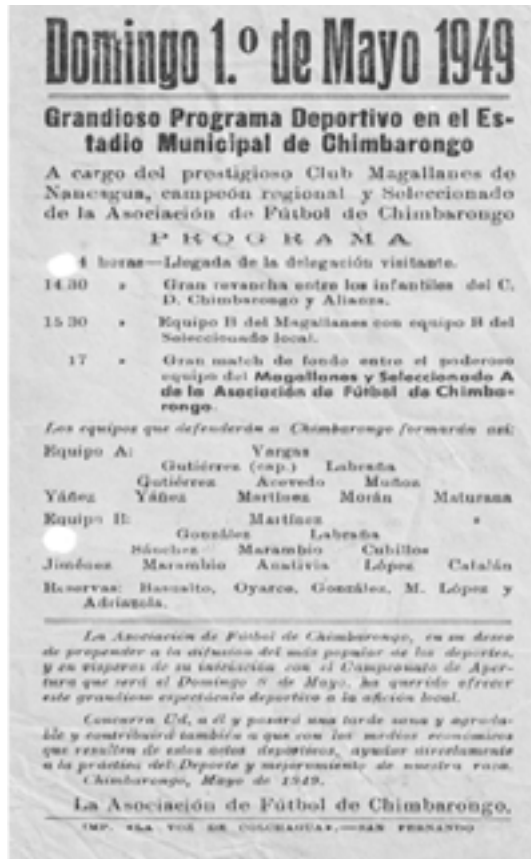 Domingo 1.º de Mayo 1949
Grandioso Programa Deportivo en el Es-
tadio Municipal de Chimbarongo
A cargo del prestigioso Club Magallanes de
Nancagua, campeón regional y Seleccionado
de la Asociación de Fútbol de Chimbarongo
PROGRAMA
4 horas—Llegada de la delegación visitante.
14.30 » Gran revancha entre los infantiles del C.
D. Chimbarongo y Alianza.
15 30 » Equipo B del Magallanes con equipo B del
Seleccionado local.
17 » Gran match de fondo entre el poderoso
equipo del Magallanes y Seleccionado A
de la Asociación de Fútbol de Chimba-
rongo.
Los equipos que defenderán a Chimbarongo formarán así:
Equipo A: Vargas
Gutiérrez (cap.) Labraña
Gutiérrez Acevedo Muñoz
Yáñez Yáñez Martínez Morán Maturana
Equipo B: Martínez »
González Labraña
Sánchez Marambio Cubillos
Jiménez Marambio López Catalán
Reservas: Basualto, Oyarce, González, M. López y
Adriazola.
La Asociación de Fútbol de Chimbarongo, en su deseo
de propender a la difusión del más popular de los deportes,
y en vísperas de su iniciación con el Campeonato de Aper-
tura que será el Domingo 8 de Mayo, ha querido ofrecer
este grandioso espectáculo deportivo a la afición local.
Concurra Ud, a él y pasará una tarde sana y agrada-
ble y contribuirá también a que con los medios económicos
que resulten de estos actos deportivos, ayudar directamente
a la práctica del Deporte y mejoramiento de nuestra raza.
Chimbarongo, Mayo de 1949.
La Asociación de Fútbol de Chimbarongo.
IMP. «LA VOZ DE COLCHAGUA».—SAN FERNANDO